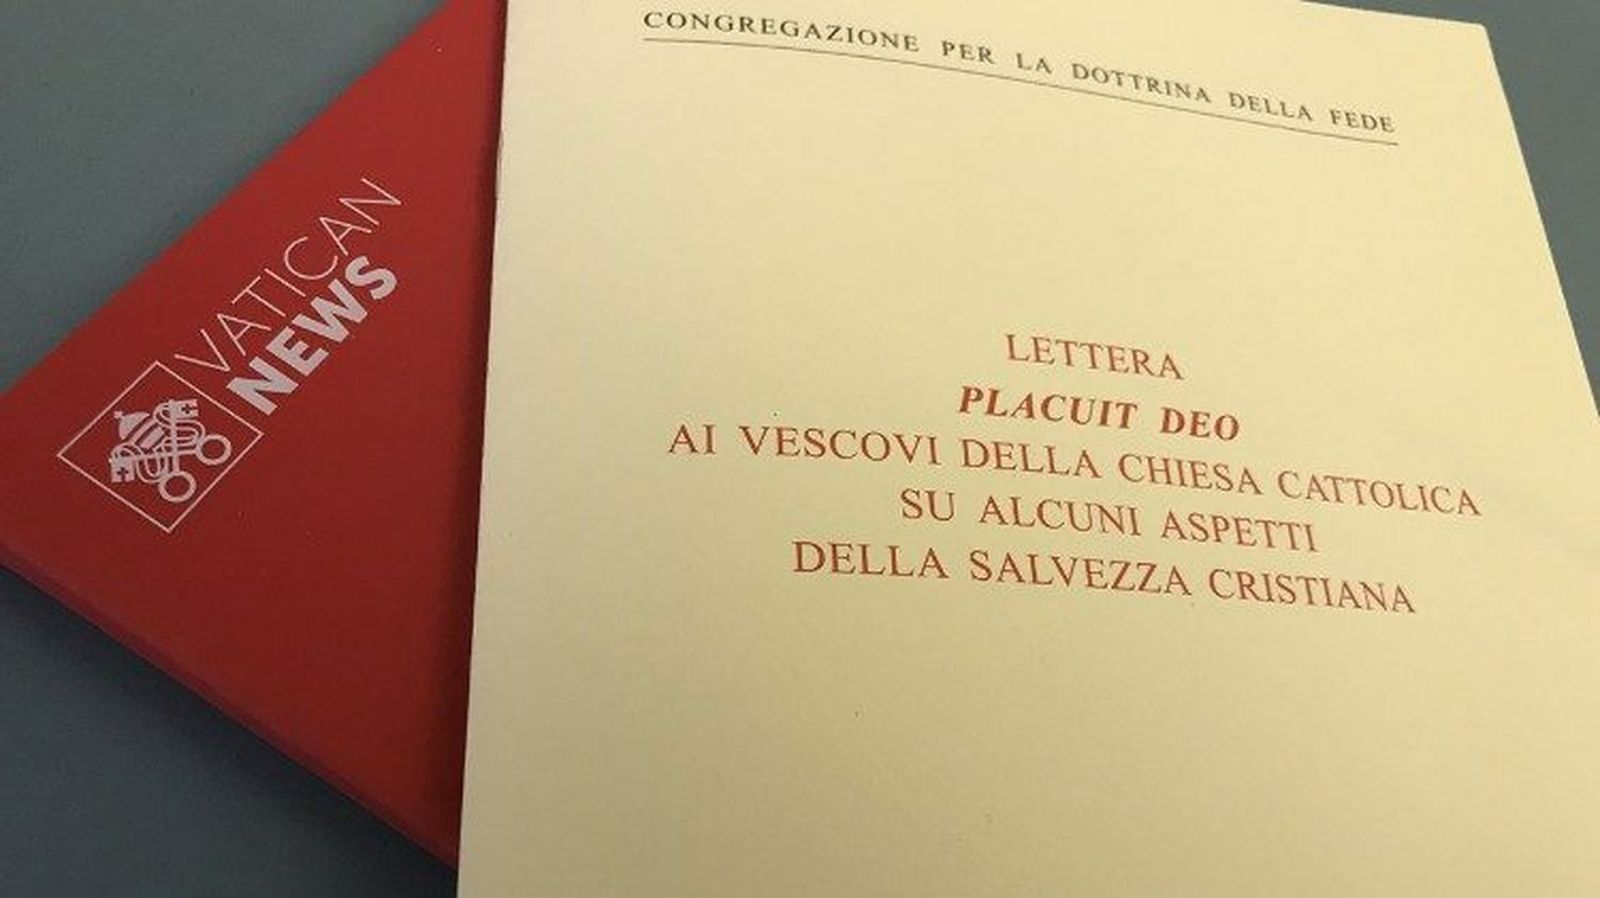 CONGREGAZIONE PER LA DOTTRINA DELLA FEDE
VATICAN
NEWS
LETTERA
PLACUIT DEO
AI VESCOVI DELLA CHIESA CATTOLICA
SU ALCUNI ASPETTI
DELLA SALVEZZA CRISTIANA